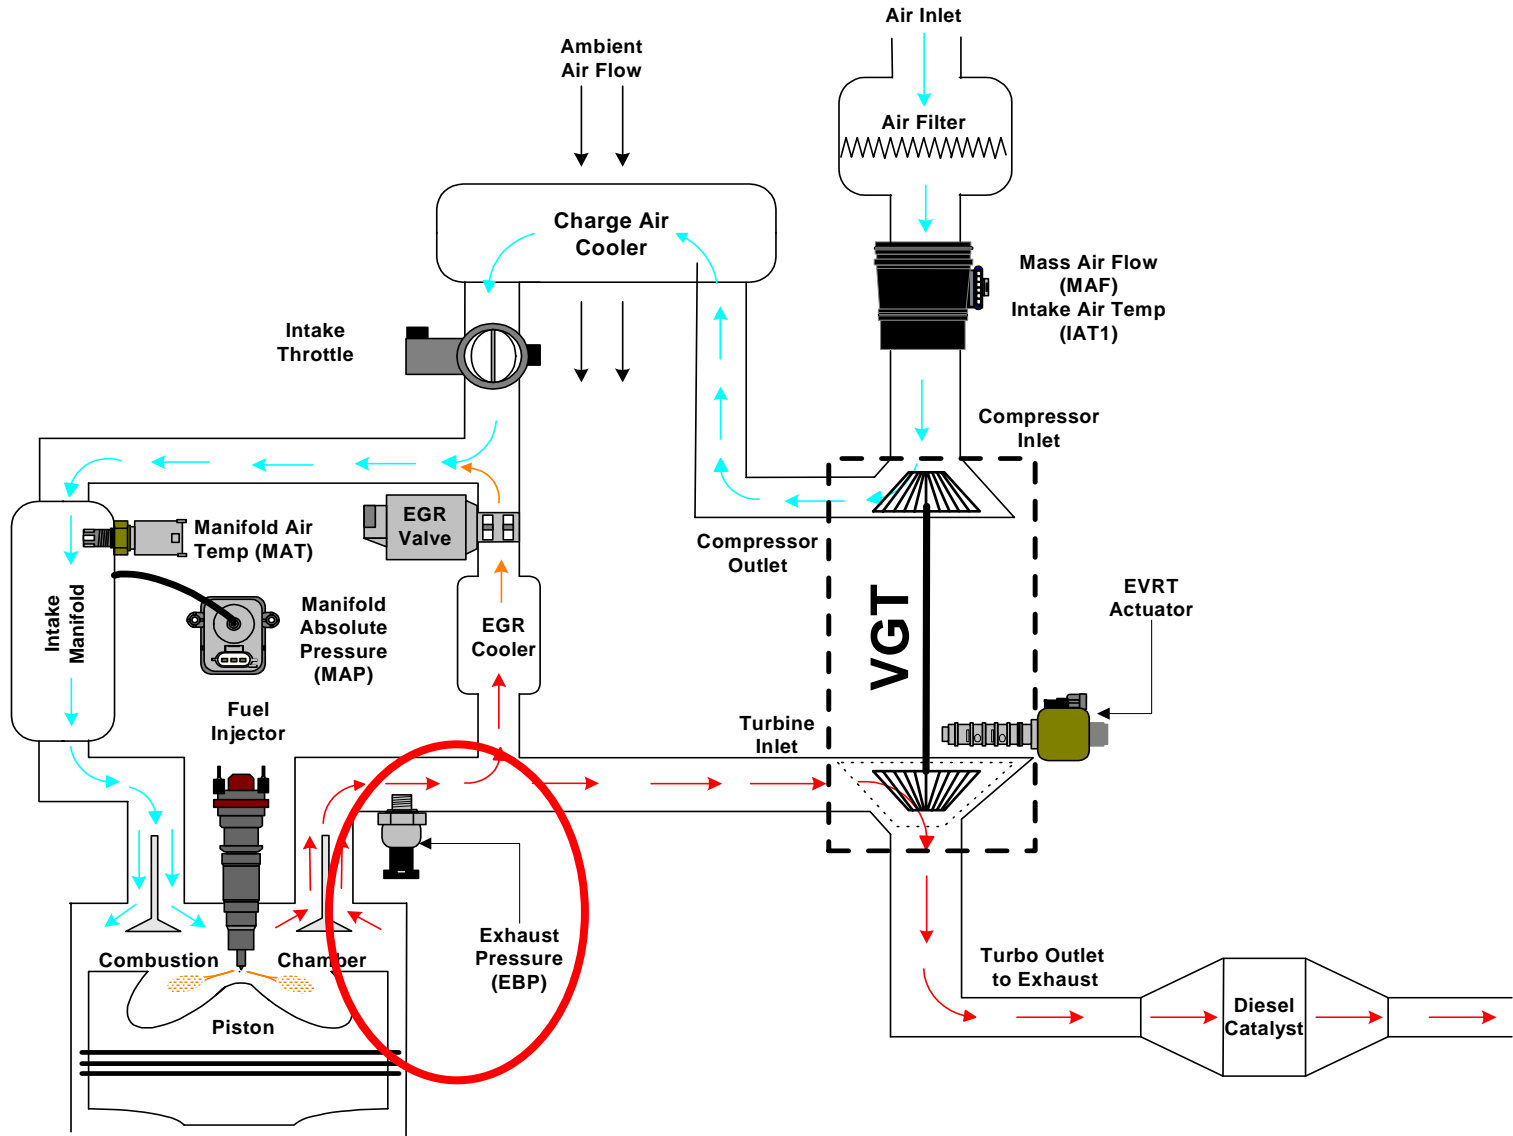 Air Inlet
Ambient
Air Flow
Air Filter
Charge Air
Cooler
Mass Air Flow
(MAF)
Intake Air Temp
(IAT1)
Intake
Throttle
Compressor
Inlet
EGR
Valve
Manifold Air
Temp (MAT)
Compressor
Outlet
EVRT
Actuator
Intake
Manifold
Manifold
Absolute
Pressure
(MAP)
EGR
Cooler
VGT
Fuel
Injector
Turbine
Inlet
Exhaust
Pressure
(EBP)
Combustion Chamber
Piston
Turbo Outlet
to Exhaust
Diesel
Catalyst